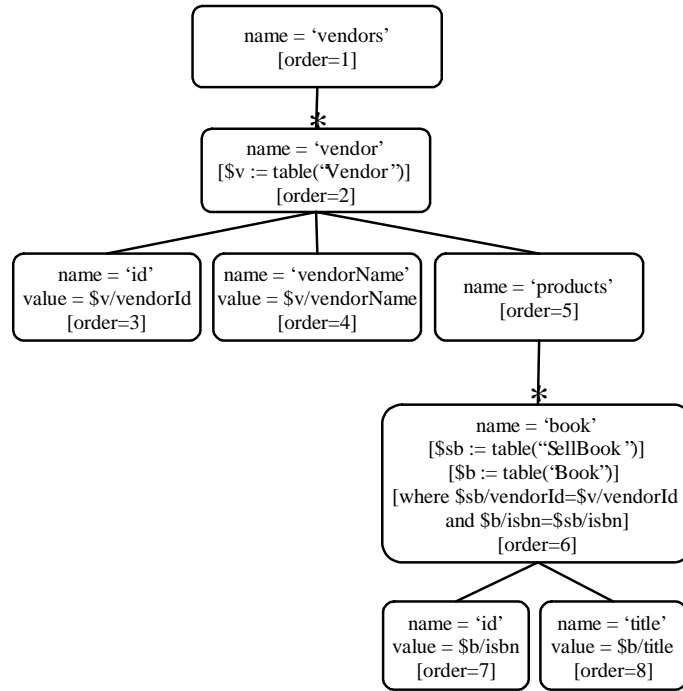 name = ‘vendors’
[order=1]
*
name = ‘vendor’
[$v := table(“Vendor”)]
[order=2]
name = ‘id’
value = $v/vendorId
[order=3]
name = ‘vendorName’
value = $v/vendorName
[order=4]
name = ‘products’
[order=5]
*
name = ‘book’
[$sb := table(“SellBook”)]
[$b := table(“Book”)]
[where $sb/vendorId=$v/vendorId
and $b/isbn=$sb/isbn]
[order=6]
name = ‘id’
value = $b/isbn
[order=7]
name = ‘title’
value = $b/title
[order=8]